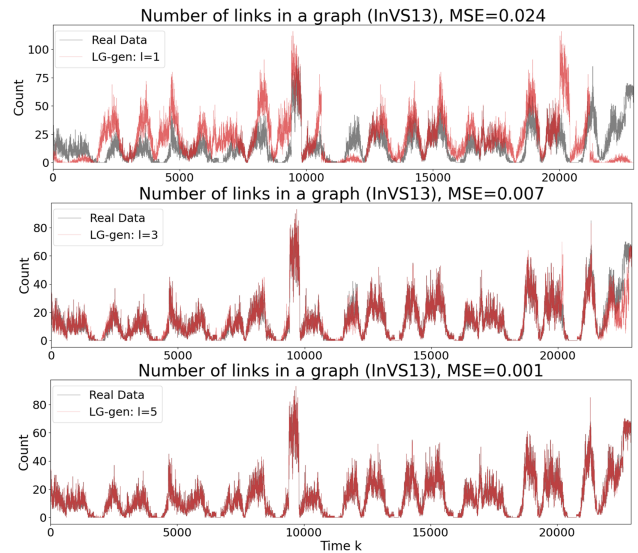 Number of links in a graph (InVS13), MSE=0.024
Real Data
LG-gen: l=1
Count
100
75
50
25
0
0 5000 10000 15000 20000
Number of links in a graph (InVS13), MSE=0.007
Real Data
LG-gen: l=3
Count
80
60
40
20
0
0 5000 10000 15000 20000
Number of links in a graph (InVS13), MSE=0.001
Real Data
LG-gen: l=5
Count
80
60
40
20
0
0 5000 10000 15000 20000
Time k